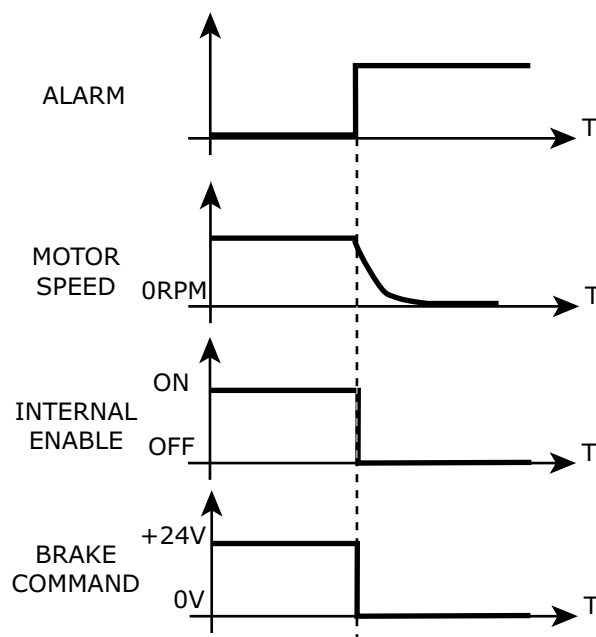 ALARM
T
MOTOR
SPEED
0RPM
T
ON
INTERNAL
ENABLE
OFF
T
+24V
BRAKE
COMMAND
0V
T